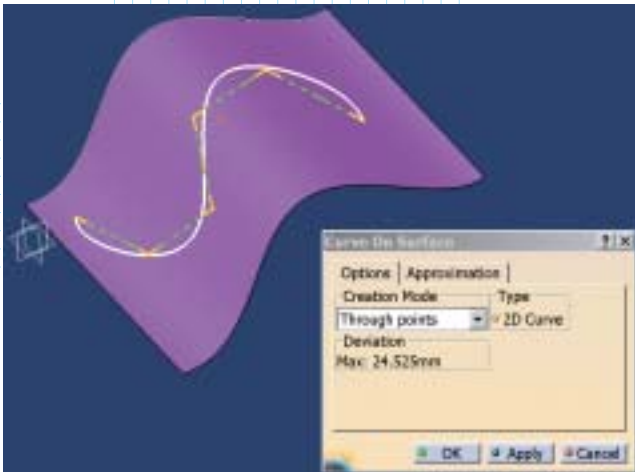 Curve On Surface
Options Approximation
Creation Mode Type
Through points 2D Curve
Deviation
Max: 24.525mm
OK Apply Cancel